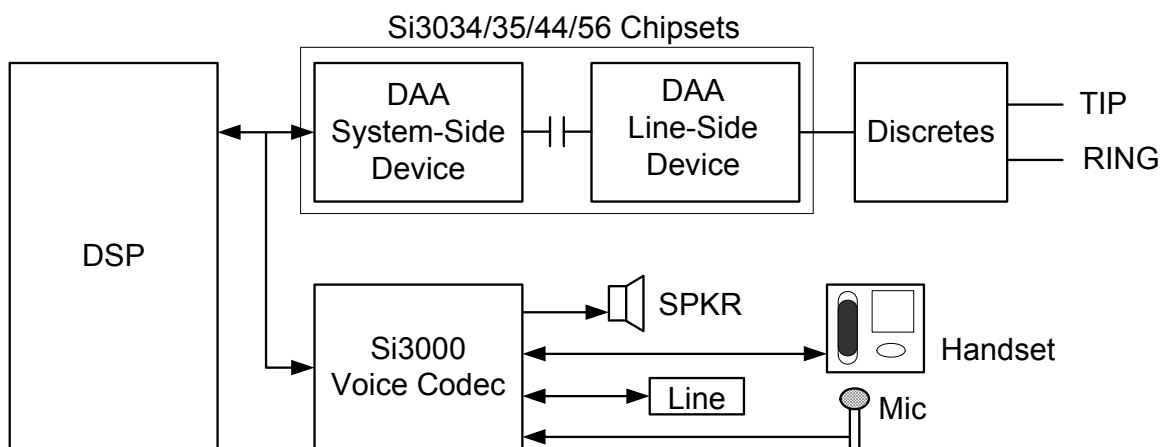 Si3034/35/44/56 Chipsets
DSP
DAA
System-Side
Device
DAA
Line-Side
Device
Discretes
TIP
RING
Si3000
Voice Codec
SPKR
Handset
Line
Mic